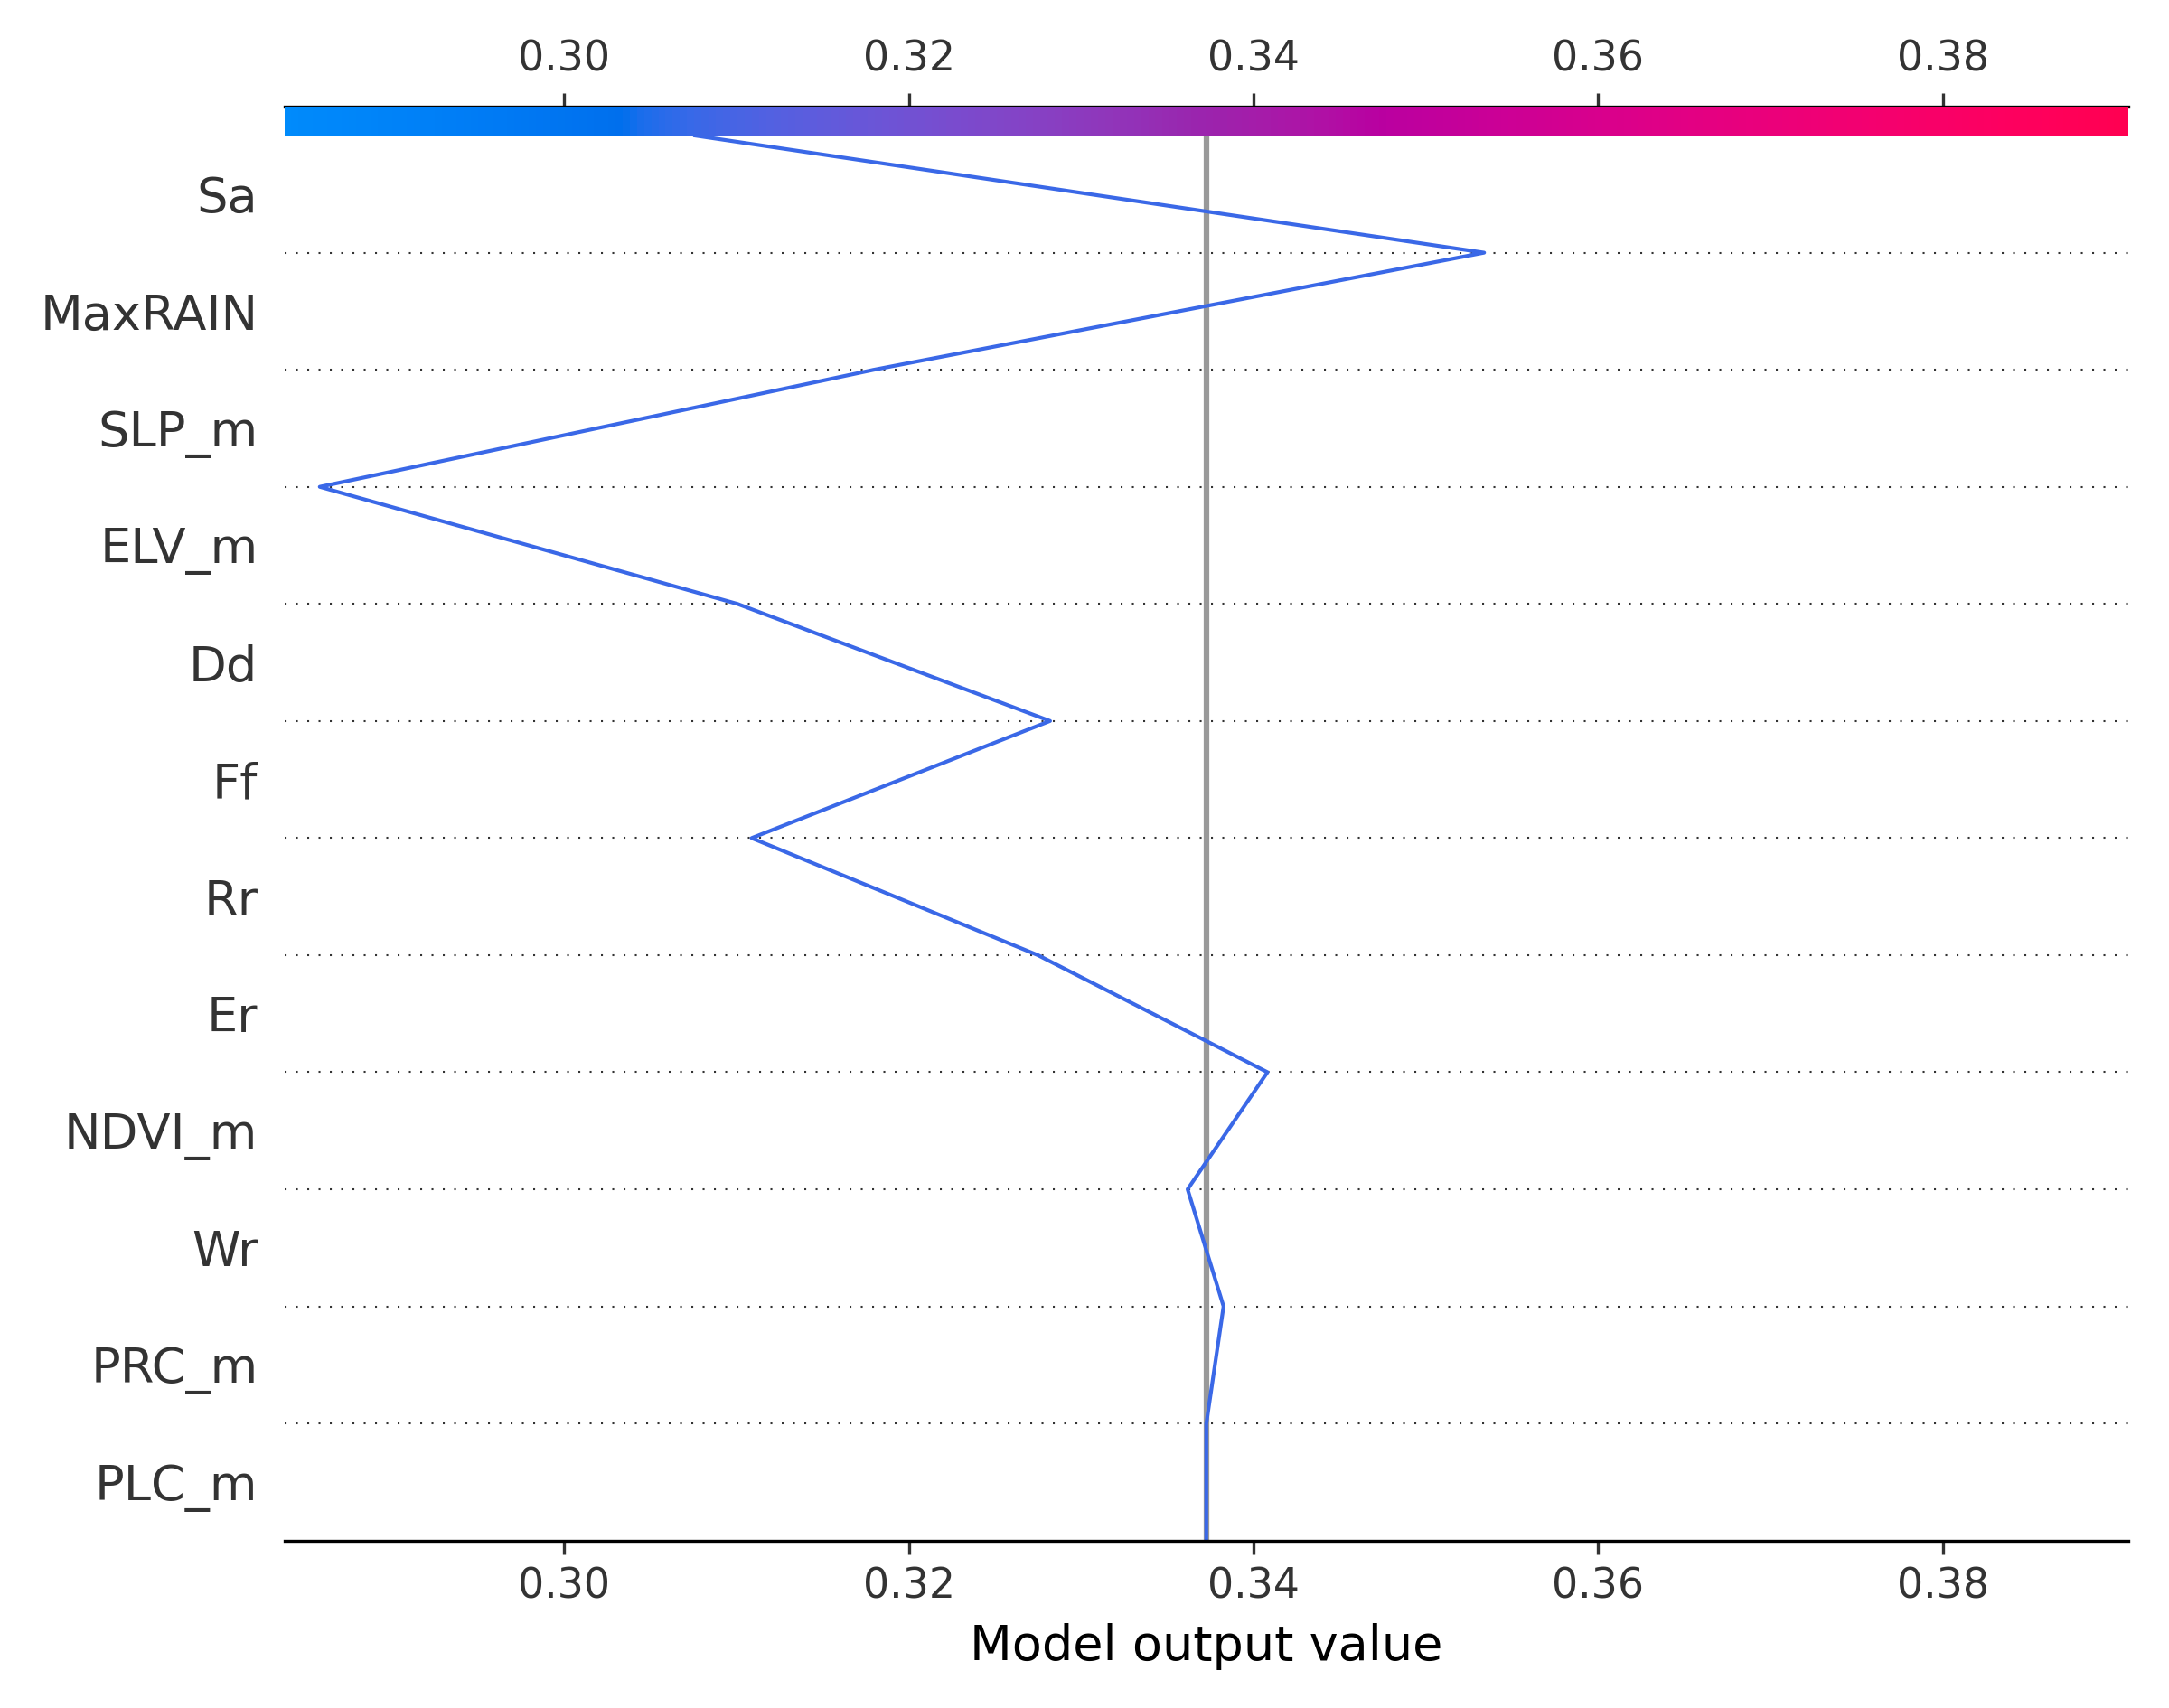 0.30 0.32 0.34 0.36 0.38
Sa
MaxRAIN
SLP_m
ELV_m
Dd
Ff
Rr
Er
NDVI_m
Wr
PRC_m
PLC_m
0.30 0.32 0.34 0.36 0.38
Model output value